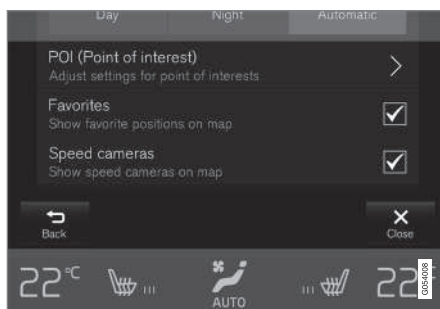 Day Night Automatic
POI (Point of interest)
Adjust settings for point of interests
Favorites
Show favorite positions on map
Speed cameras
Show speed cameras on map
Back Close
22°C AUTO 22
G054008